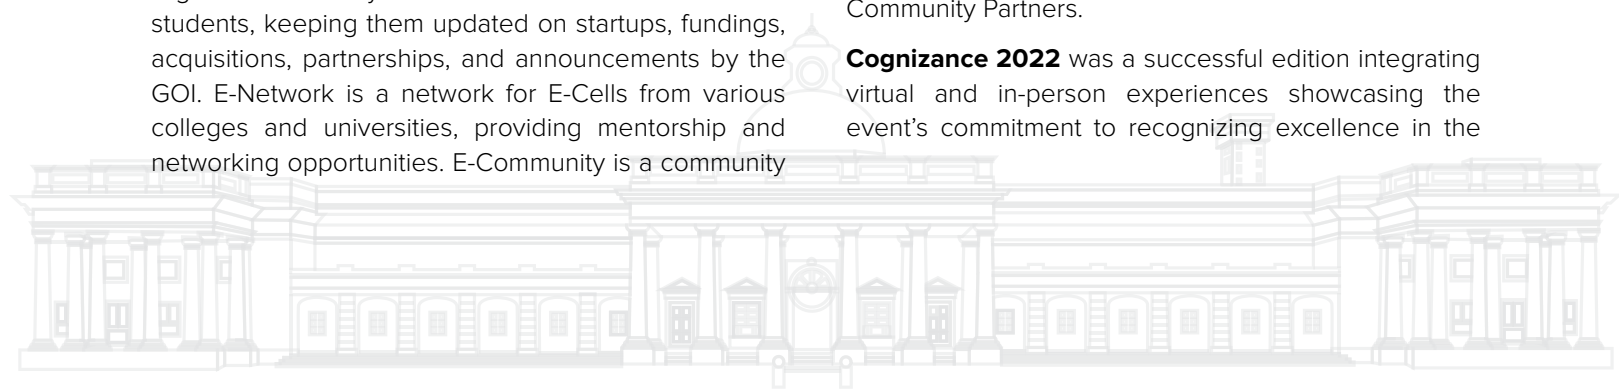 students, keeping them updated on startups, fundings,
acquisitions, partnerships, and announcements by the
GOI. E-Network is a network for E-Cells from various
colleges and universities, providing mentorship and
networking opportunities. E-Community is a community
Community Partners.
Cognizance 2022 was a successful edition integrating
virtual and in-person experiences showcasing the
event’s commitment to recognizing excellence in the